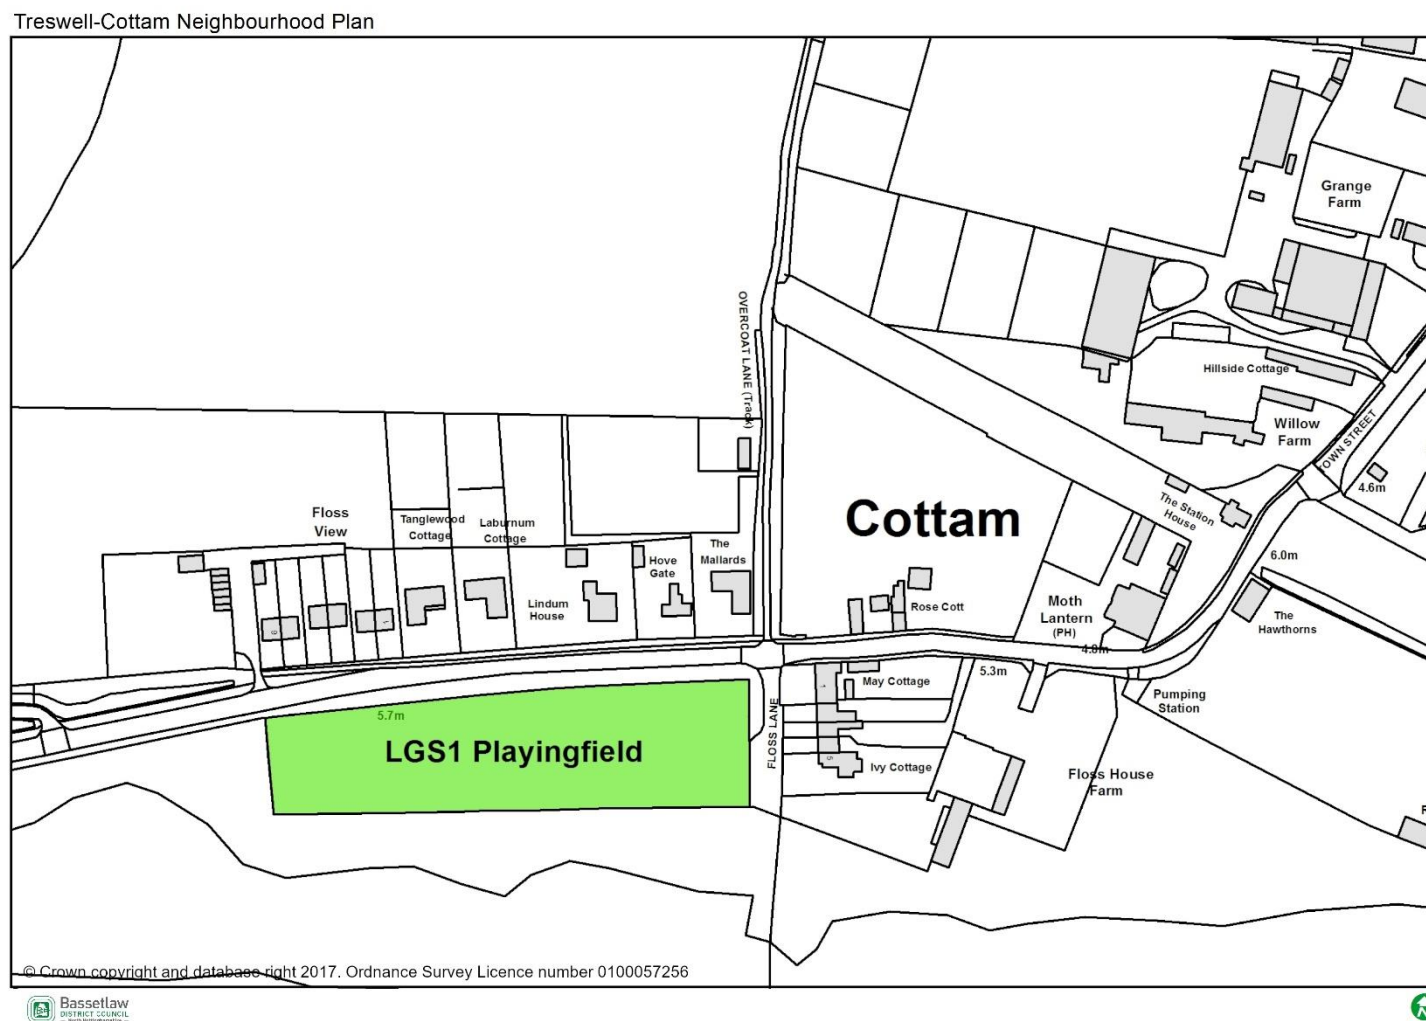 Treswell-Cottam Neighbourhood Plan
Grange
Farm
OVERCOAT LANE (Track)
Hillside Cottage
Willow
Farm
TOWN STREET
4.6m
The Station
House
Cottam
Floss
View
Tanglewood
Cottage
Laburnum
Cottage
The
Mallards
Hove
Gate
Lindum
House
Rose Cott
Moth
Lantern
(PH)
6.0m
The
Hawthorns
4.8m
5.3m
Pumping
Station
May Cottage
1
5
Ivy Cottage
FLOSS LANE
Floss House
Farm
5.7m
LGS1 Playingfield
© Crown copyright and database right 2017. Ordnance Survey Licence number 0100057256
Bassetlaw
DISTRICT COUNCIL